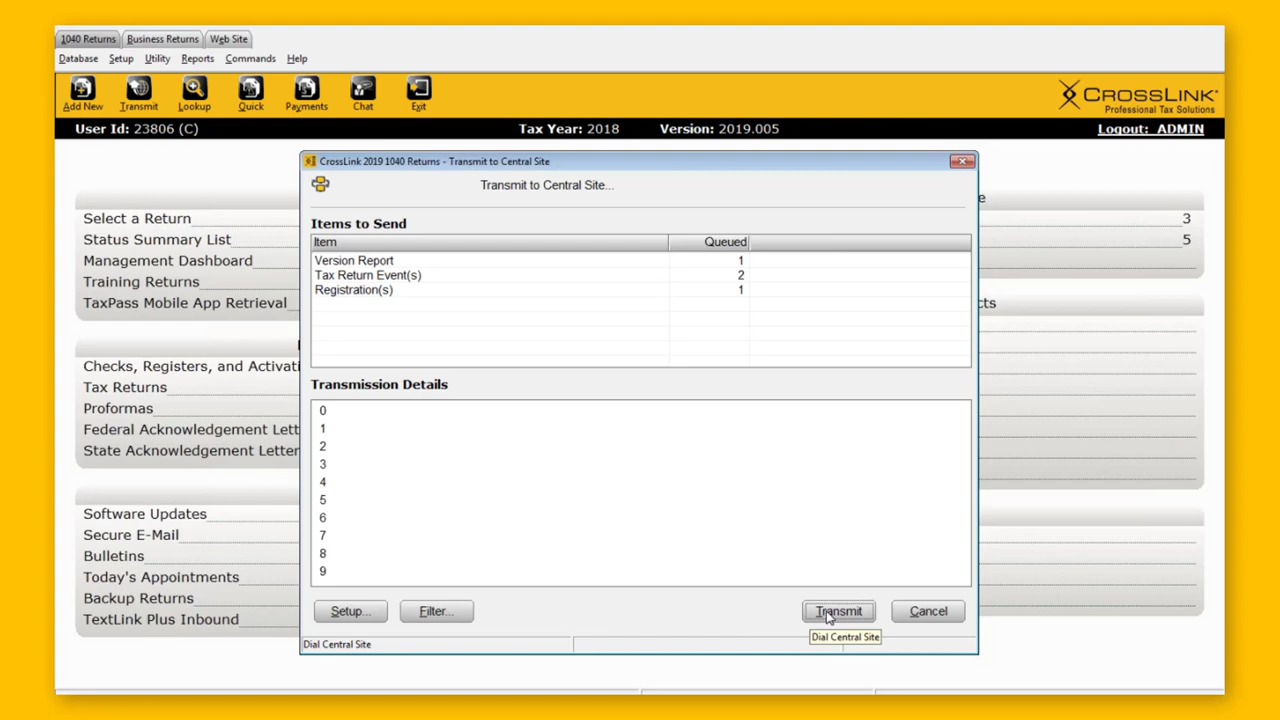 1040 Returns Business Returns Web Site
Database Setup Utility Reports Commands Help
Add New Transmit Lookup Quick Payments Chat Exit
CROSSLINK
Professional Tax Solutions
User Id: 23806 (C) Tax Year: 2018 Version: 2019.005 Logout: ADMIN
CrossLink 2019 1040 Returns - Transmit to Central Site
Transmit to Central Site...
Items to Send
Item Queued
Version Report 1
Tax Return Event(s) 2
Registration(s) 1
Transmission Details
0
1
2
3
4
5
6
7
8
9
Setup... Filter... Transmit Cancel
Dial Central Site
Dial Central Site
Select a Return
Status Summary List
Management Dashboard
Training Returns
TaxPass Mobile App Retrieval
Checks, Registers, and Activati
Tax Returns
Proformas
Federal Acknowledgement Lett
State Acknowledgement Letter
Software Updates
Secure E-Mail
Bulletins
Today's Appointments
Backup Returns
TextLink Plus Inbound
e
3
5
cts